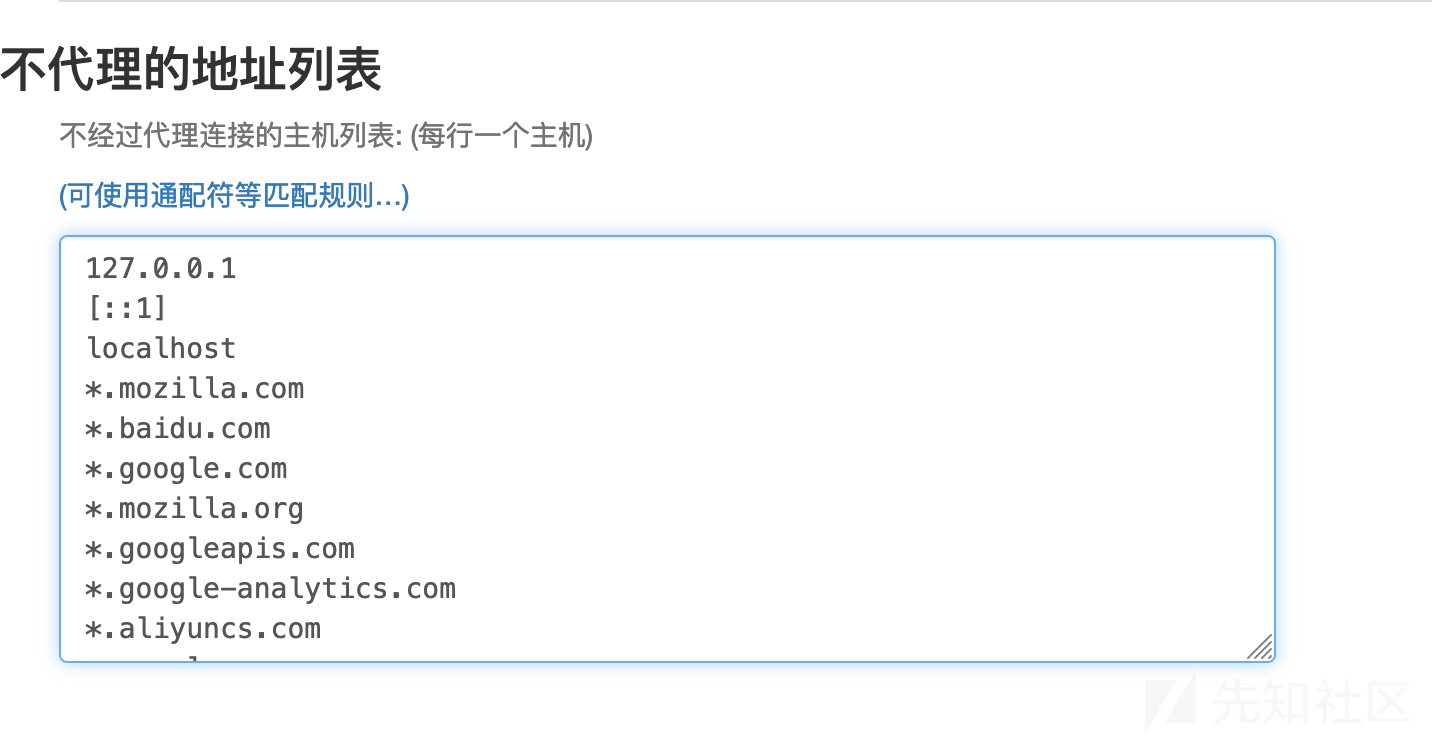 不代理的地址列表
不经过代理连接的主机列表: (每行一个主机)
(可使用通配符等匹配规则...)
127.0.0.1
[::1]
localhost
*.mozilla.com
*.baidu.com
*.google.com
*.mozilla.org
*.googleapis.com
*.google-analytics.com
*.aliyuncs.com
先知社区